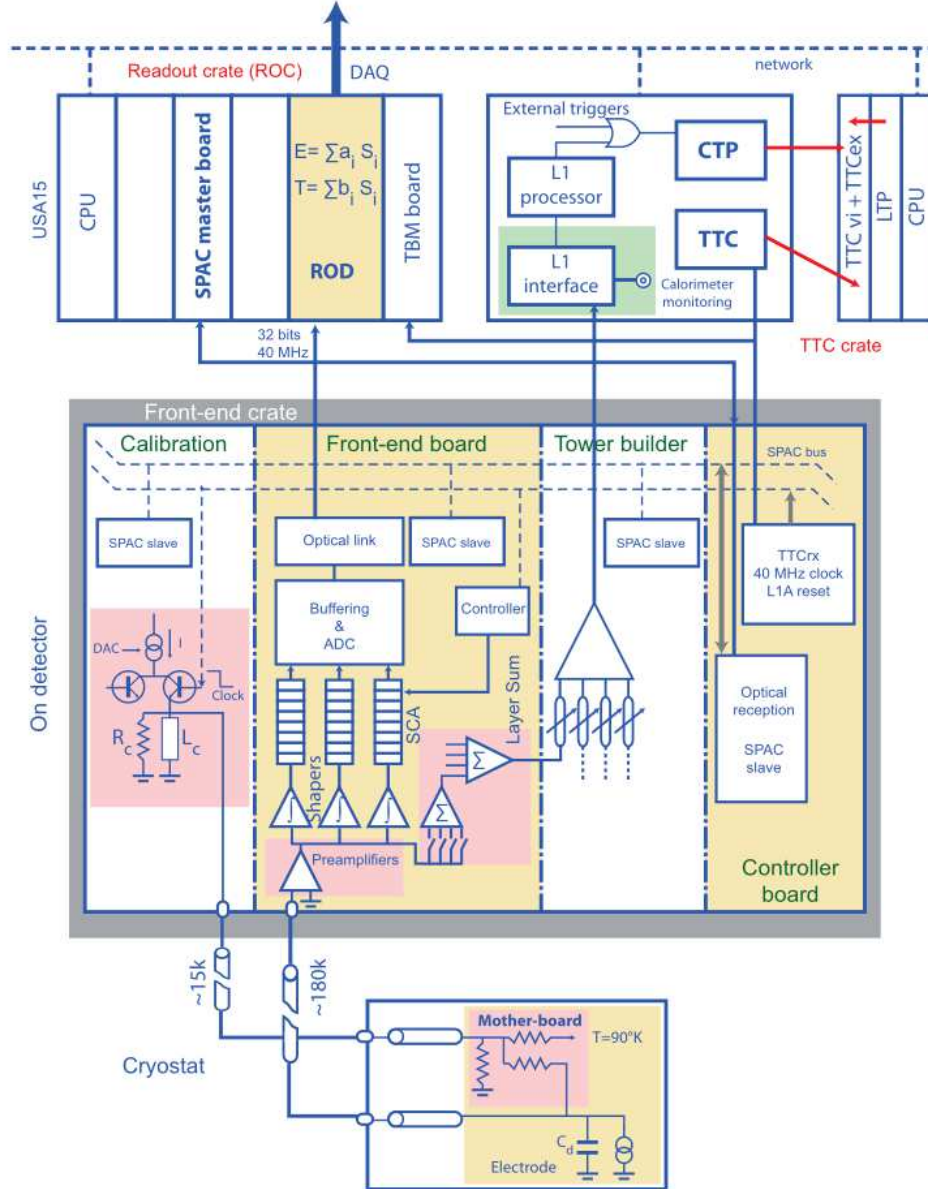 Readout crate (ROC)
DAQ
network
USA15
CPU
SPAC master board
E= ∑a_i S_i
T= ∑b_i S_i
ROD
TBM board
External triggers
CTP
L1
processor
TTC
L1
interface
Calorimeter
monitoring
TTC vi + TTCex
LTP
CPU
TTC crate
32 bits
40 MHz
Front-end crate
Calibration
Front-end board
Tower builder
SPAC bus
SPAC slave
Optical link
SPAC slave
SPAC slave
TTCrx
40 MHz clock
L1A reset
Buffering
&
ADC
Controller
On detector
DAC
I
Clock
R_c
L_c
SCA
Shapers
Layer Sum
∑
∑
∫
∫
∫
Preamplifiers
Optical
reception
SPAC
slave
Controller
board
~15k
~180k
Cryostat
Mother-board
T=90°K
C_d
Electrode